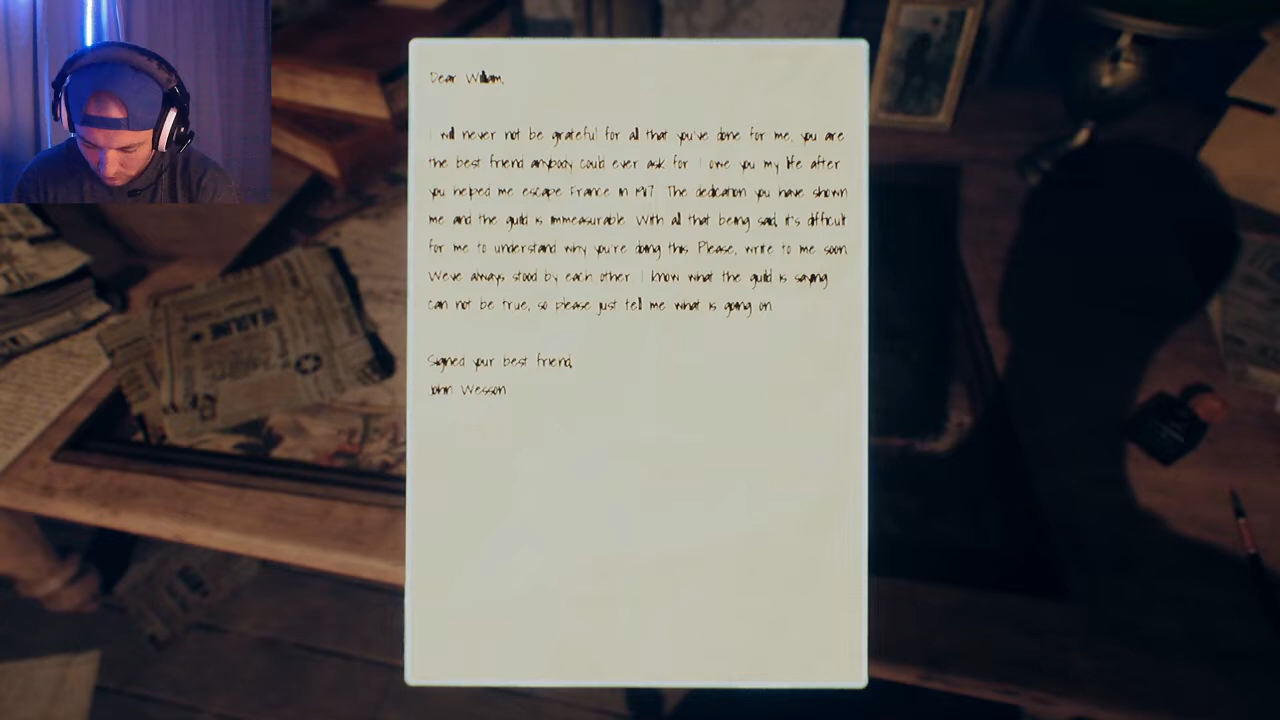 Dear William,
I will never not be grateful for all that you've done for me, you are
the best friend anybody could ever ask for I owe you my life after
you helped me escape France in 1917 The dedication you have shown
me and the guild is immeasurable With all that being said, it's difficult
for me to understand why you're doing this Please, write to me soon
We've always stood by each other I know what the guild is saying
can not be true, so please just tell me what is going on
Signed your best friend,
John Wesson
HEADLINE